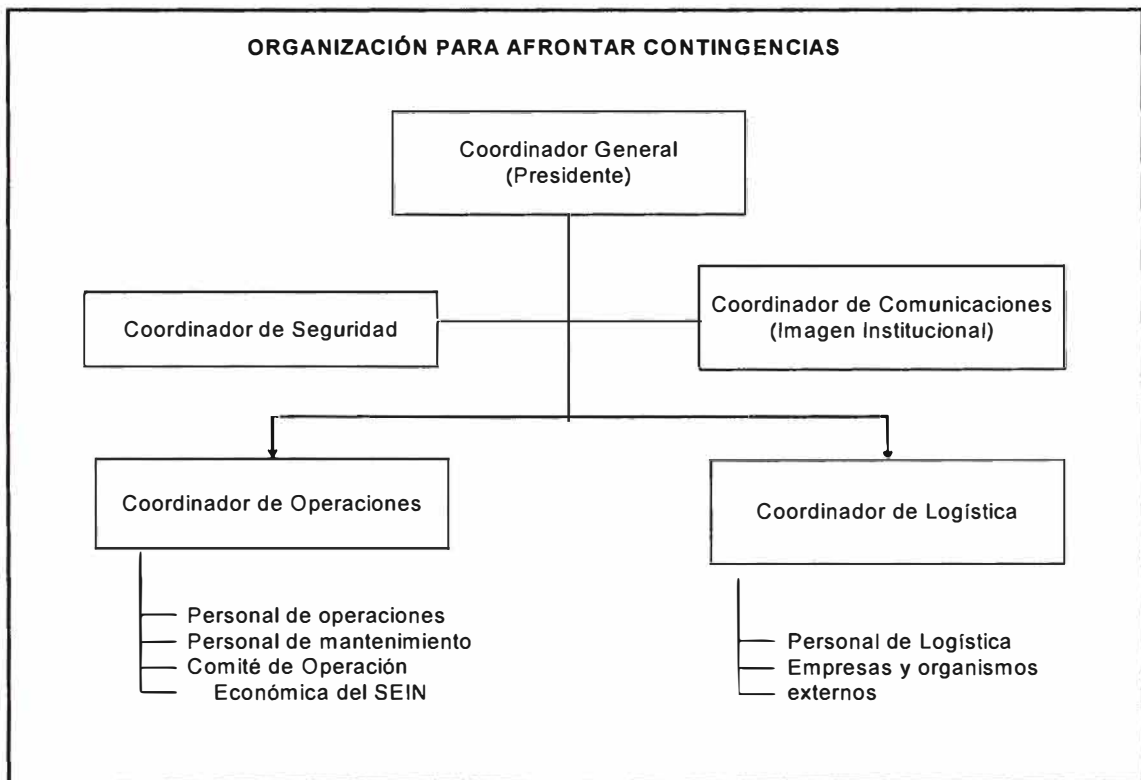 ORGANIZACIÓN PARA AFRONTAR CONTINGENCIAS
Coordinador General
(Presidente)
Coordinador de Seguridad
Coordinador de Comunicaciones
(Imagen Institucional)
Coordinador de Operaciones
Coordinador de Logística
Personal de operaciones
Personal de mantenimiento
Comité de Operación
Económica del SEIN
Personal de Logística
Empresas y organismos
externos